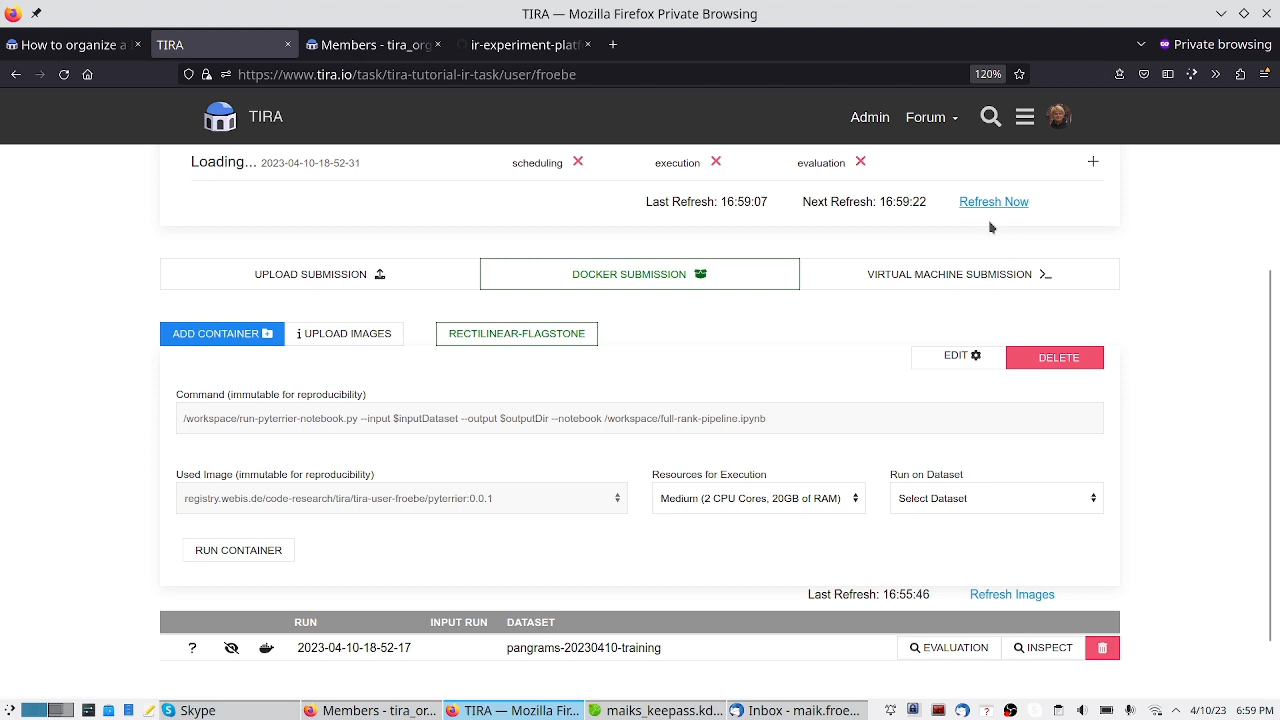 TIRA — Mozilla Firefox Private Browsing
How to organize a
TIRA
Members - tira_org
ir-experiment-platf
Private browsing
https://www.tira.io/task/tira-tutorial-ir-task/user/froebe
120%
TIRA
Admin
Forum
Loading... 2023-04-10-18-52-31
scheduling
execution
evaluation
Last Refresh: 16:59:07
Next Refresh: 16:59:22
Refresh Now
UPLOAD SUBMISSION
DOCKER SUBMISSION
VIRTUAL MACHINE SUBMISSION
ADD CONTAINER
UPLOAD IMAGES
RECTILINEAR-FLAGSTONE
EDIT
DELETE
Command (immutable for reproducibility)
/workspace/run-pyterrier-notebook.py --input $inputDataset --output $outputDir --notebook /workspace/full-rank-pipeline.ipynb
Used Image (immutable for reproducibility)
Resources for Execution
Run on Dataset
registry.webis.de/code-research/tira/tira-user-froebe/pyterrier:0.0.1
Medium (2 CPU Cores, 20GB of RAM)
Select Dataset
RUN CONTAINER
Last Refresh: 16:55:46
Refresh Images
RUN
INPUT RUN
DATASET
2023-04-10-18-52-17
pangrams-20230410-training
EVALUATION
INSPECT
Skype
Members - tira_or...
TIRA — Mozilla Fir...
maiks_keepass.kd...
Inbox - maik.froe...
4/10/23
6:59 PM